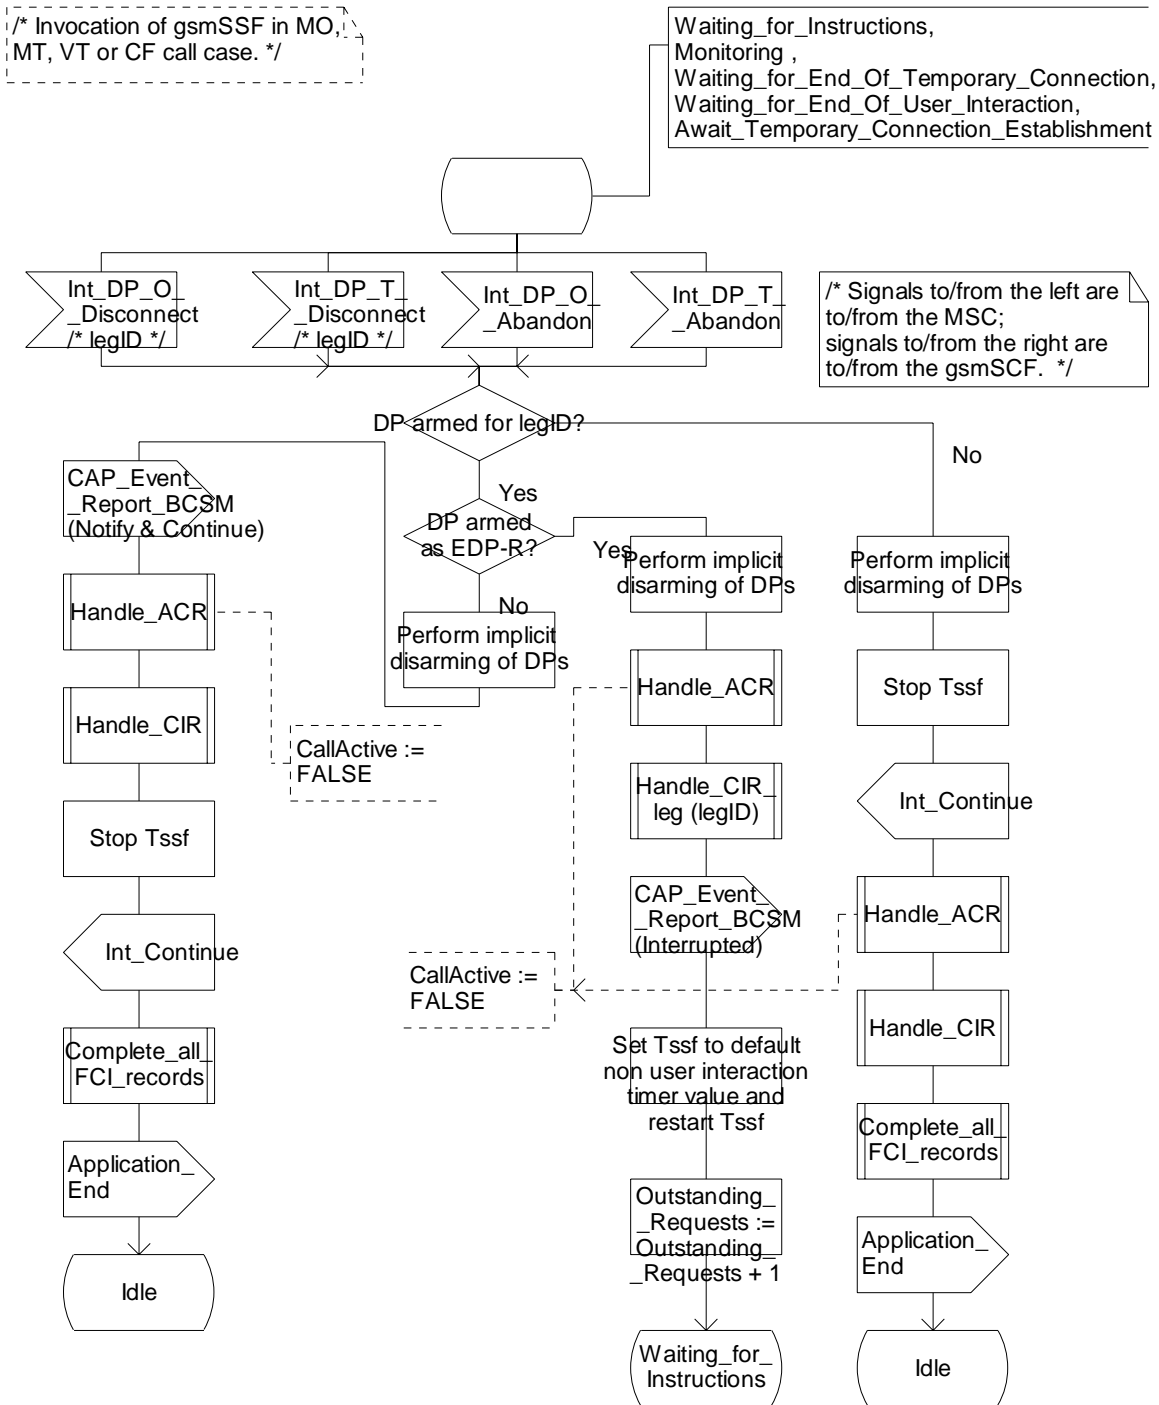 /* Invocation of gsmSSF in MO,
MT, VT or CF call case. */
Waiting_for_Instructions,
Monitoring ,
Waiting_for_End_Of_Temporary_Connection,
Waiting_for_End_Of_User_Interaction,
Await_Temporary_Connection_Establishment
Int_DP_O_
_Disconnect
/* legID */
Int_DP_T_
_Disconnect
/* legID */
Int_DP_O_
_Abandon
Int_DP_T_
_Abandon
/* Signals to/from the left are
to/from the MSC;
signals to/from the right are
to/from the gsmSCF.  */
DP armed for legID?
No
Yes
CAP_Event_
_Report_BCSM
(Notify & Continue)
DP armed
as EDP-R?
Yes
No
Perform implicit
disarming of DPs
Perform implicit
disarming of DPs
Perform implicit
disarming of DPs
Handle_ACR
Handle_CIR
Stop Tssf
Int_Continue
Complete_all_
FCI_records
Application_
End
Idle
CallActive :=
FALSE
Handle_ACR
Handle_CIR_
leg (legID)
CAP_Event_
_Report_BCSM
(Interrupted)
CallActive :=
FALSE
Set Tssf to default
non user interaction
timer value and
restart Tssf
Outstanding_
_Requests :=
Outstanding_
_Requests + 1
Waiting_for_
Instructions
Stop Tssf
Int_Continue
Handle_ACR
Handle_CIR
Complete_all_
FCI_records
Application_
End
Idle